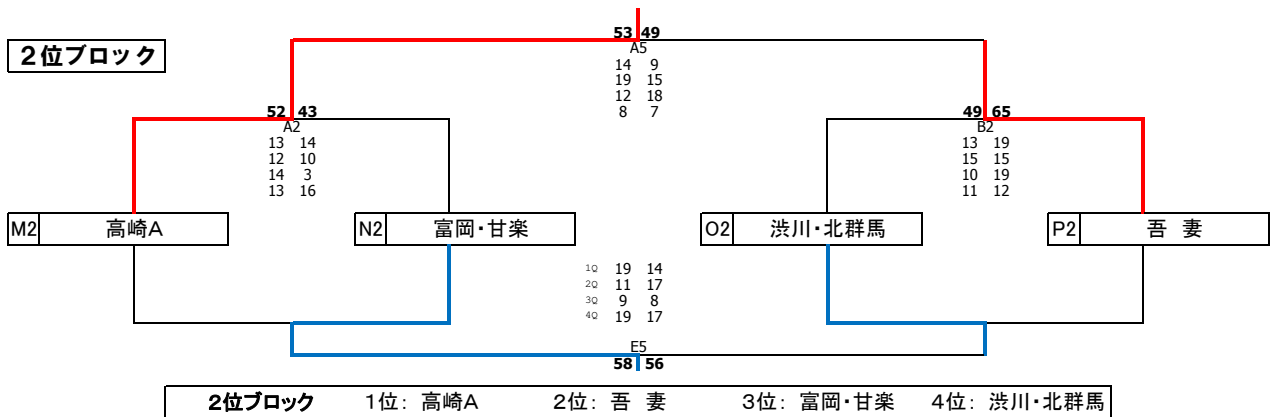 53 49
A5
２位ブロック
14 9
19 15
12 18
8 7
52 43
A2
13 14
12 10
14 3
13 16
49 65
B2
13 19
15 15
10 19
11 12
M2 高崎A
N2 富岡・甘楽
O2 渋川・北群馬
P2 吾 妻
1Q 19 14
2Q 11 17
3Q 9 8
4Q 19 17
E5
58 56
2位ブロック 1位： 高崎A 2位： 吾 妻 3位： 富岡・甘楽 4位： 渋川・北群馬